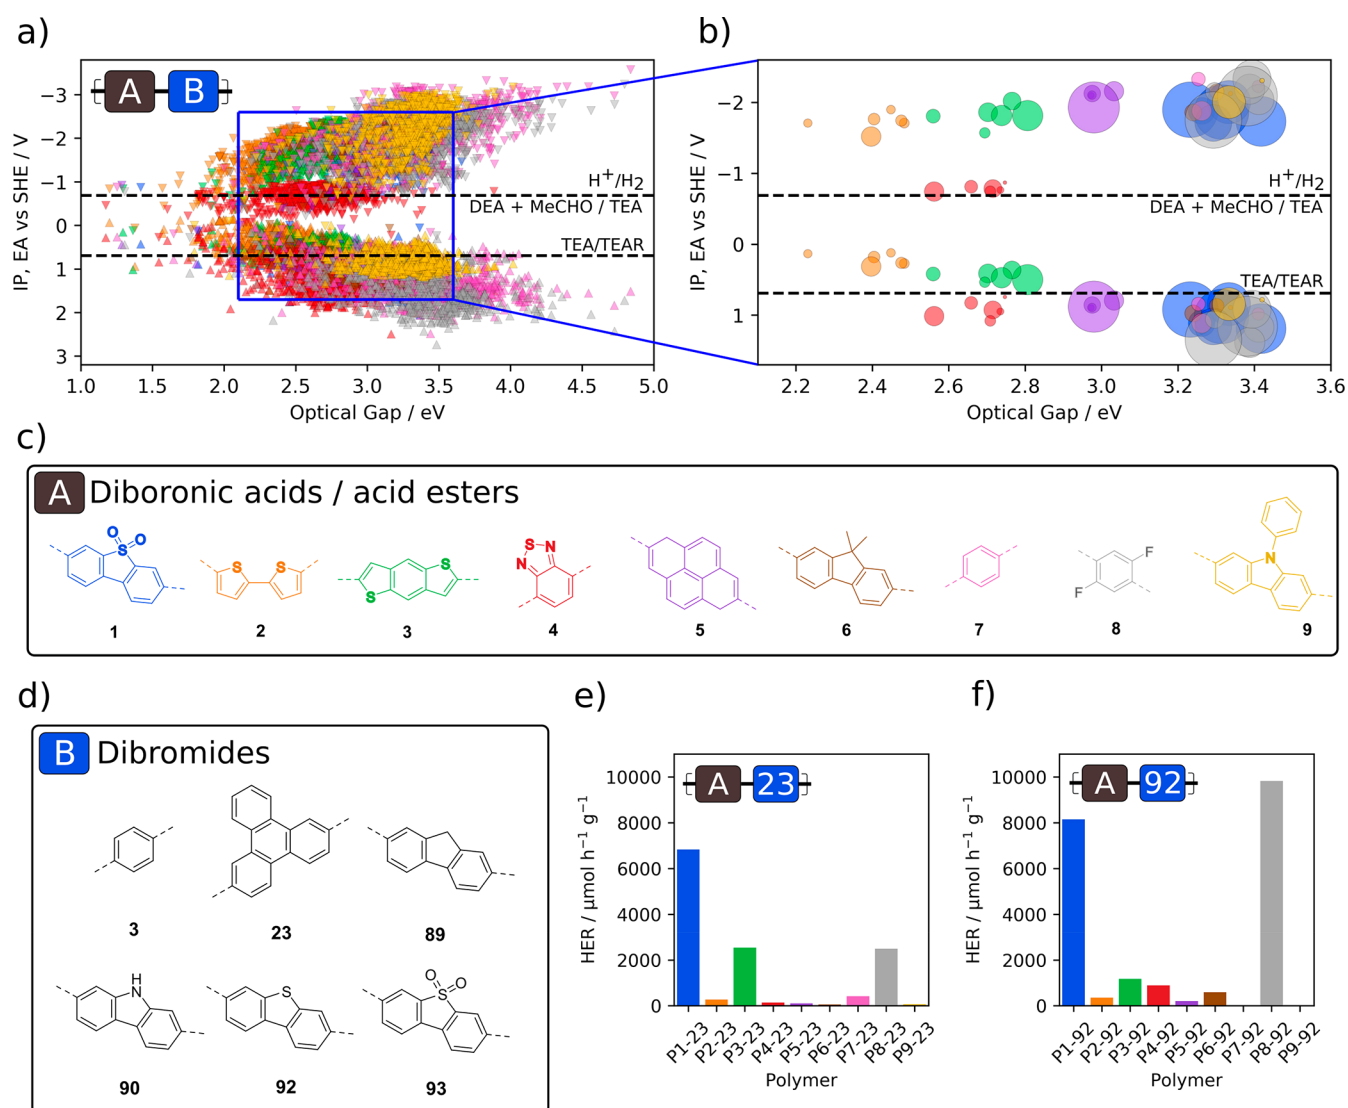 a)
A B
IP, EA vs SHE / V
−3
−2
−1
0
1
2
3
H+/H2
DEA + MeCHO / TEA
TEA/TEAR
1.0 1.5 2.0 2.5 3.0 3.5 4.0 4.5 5.0
Optical Gap / eV
b)
IP, EA vs SHE / V
−2
−1
0
1
H+/H2
DEA + MeCHO / TEA
TEA/TEAR
2.2 2.4 2.6 2.8 3.0 3.2 3.4 3.6
Optical Gap / eV
c)
A Diboronic acids / acid esters
O O S
S S
S S
S N N
F F
N
1 2 3 4 5 6 7 8 9
d)
B Dibromides
3 23 89
H N
S
O O S
90 92 93
e)
A 23
HER / μmol h−1 g−1
10000
8000
6000
4000
2000
0
P1-23 P2-23 P3-23 P4-23 P5-23 P6-23 P7-23 P8-23 P9-23
Polymer
f)
A 92
HER / μmol h−1 g−1
10000
8000
6000
4000
2000
0
P1-92 P2-92 P3-92 P4-92 P5-92 P6-92 P7-92 P8-92 P9-92
Polymer